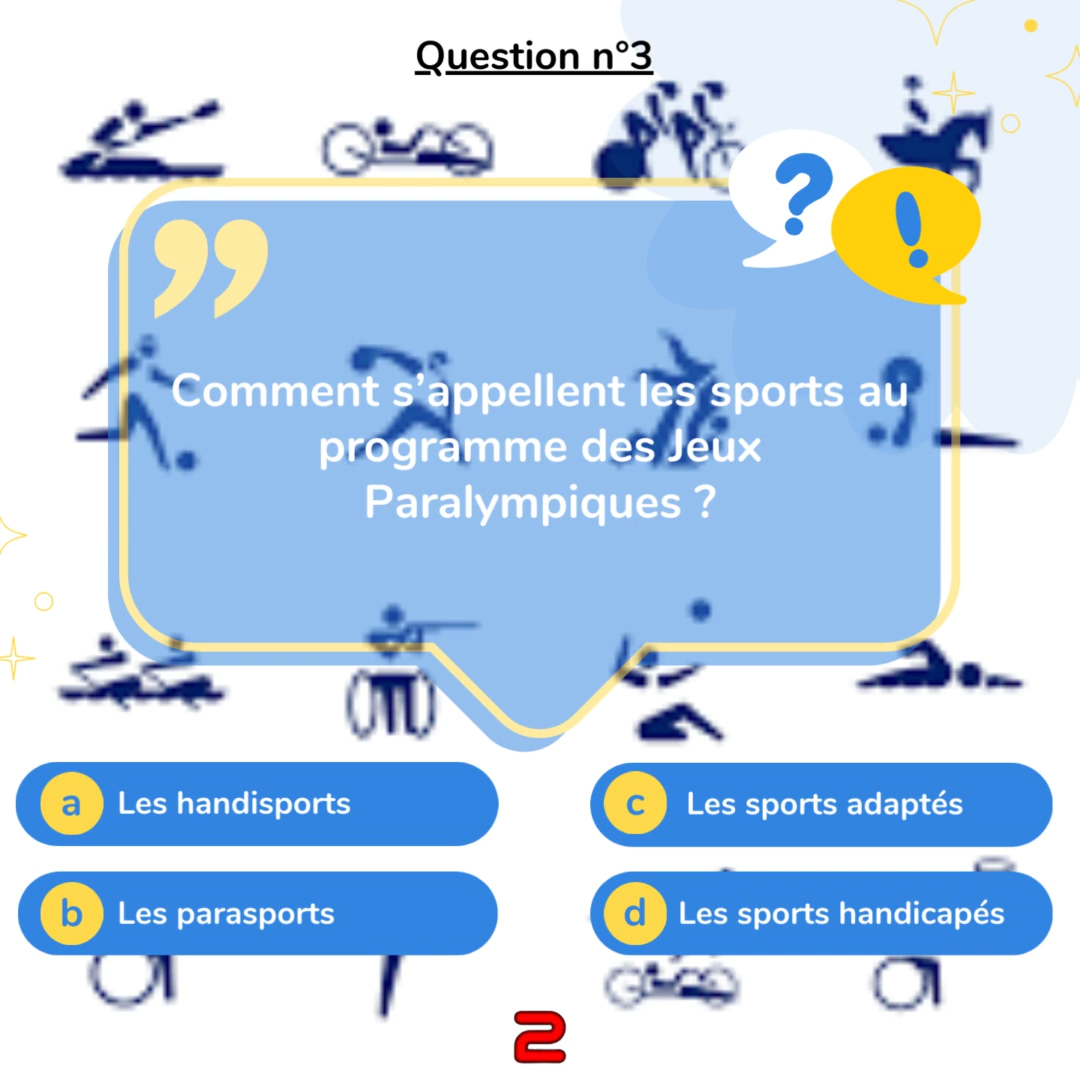 Question n°3
?
!
”
Comment s’appellent les sports au
programme des Jeux
Paralympiques ?
a Les handisports
c Les sports adaptés
b Les parasports
d Les sports handicapés
2